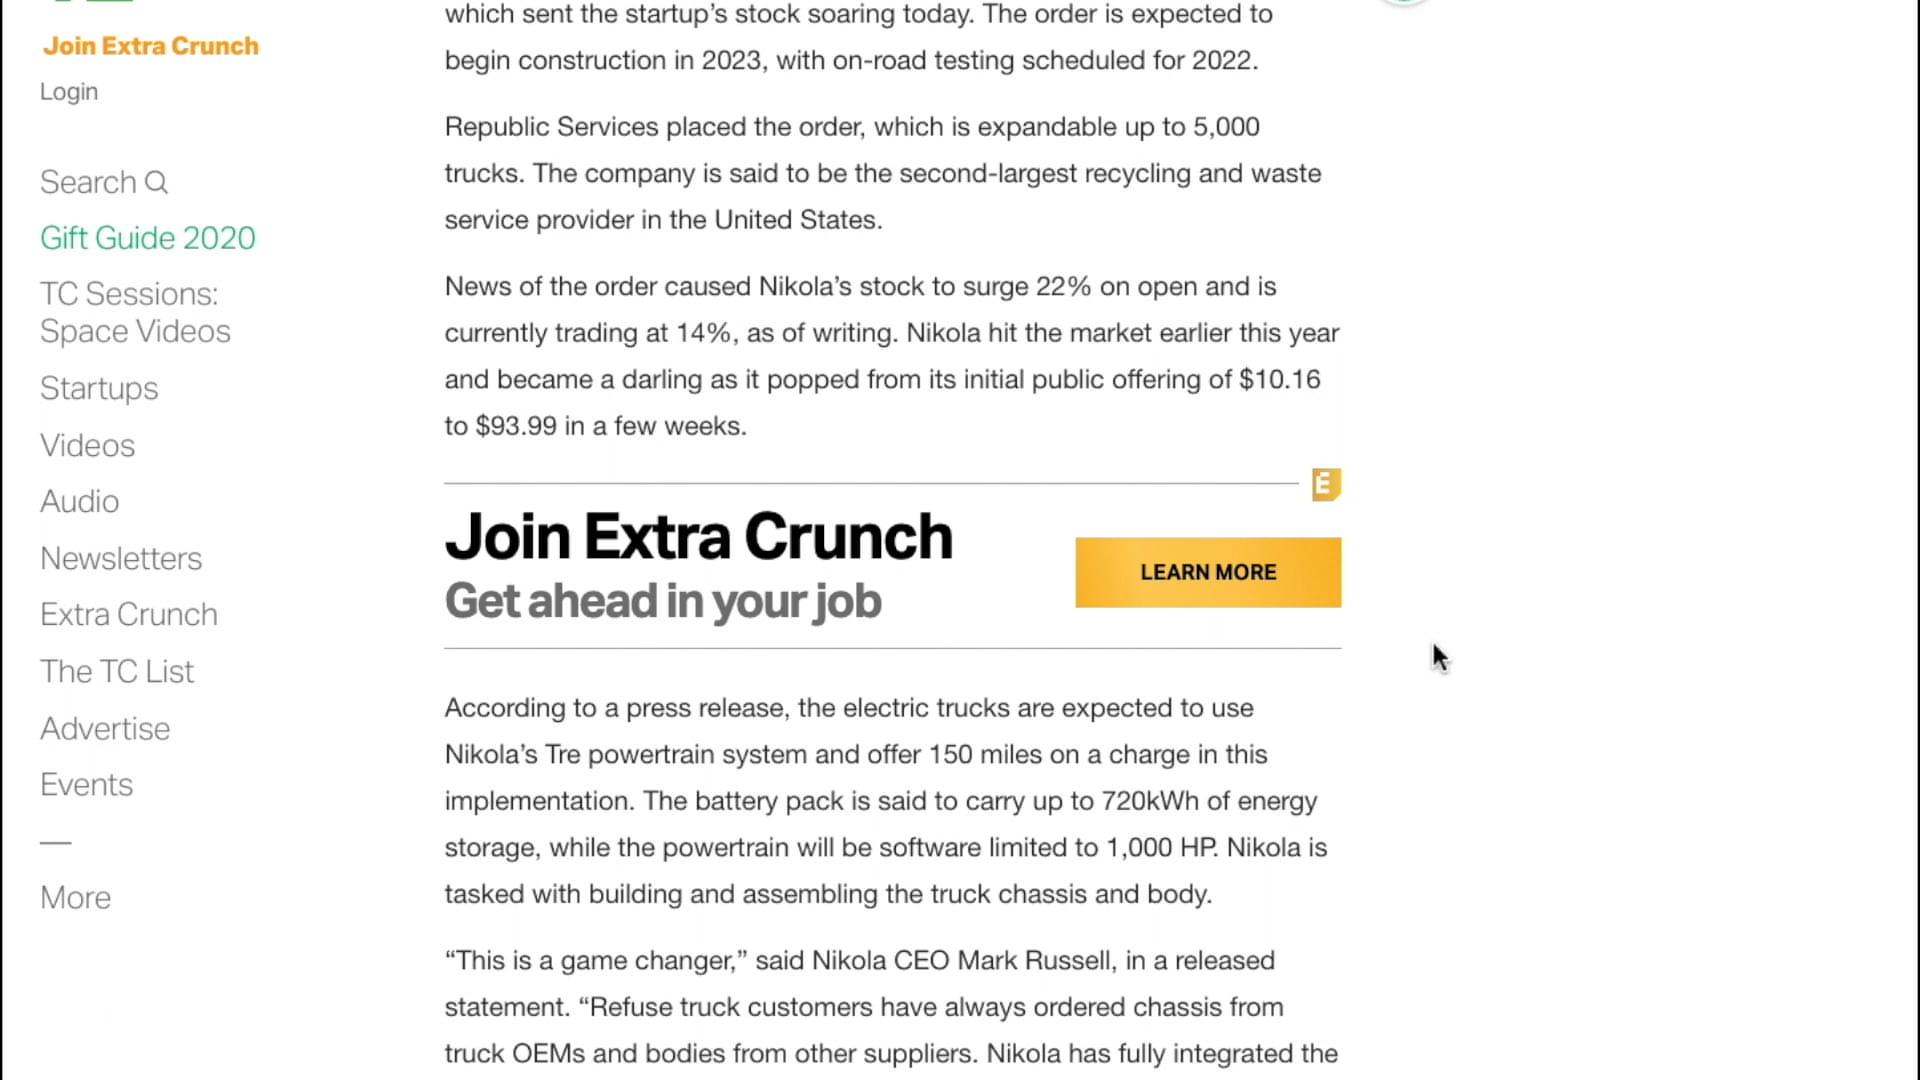 Join Extra Crunch
Login
Search
Gift Guide 2020
TC Sessions:
Space Videos
Startups
Videos
Audio
Newsletters
Extra Crunch
The TC List
Advertise
Events
More
which sent the startup’s stock soaring today. The order is expected to
begin construction in 2023, with on-road testing scheduled for 2022.
Republic Services placed the order, which is expandable up to 5,000
trucks. The company is said to be the second-largest recycling and waste
service provider in the United States.
News of the order caused Nikola’s stock to surge 22% on open and is
currently trading at 14%, as of writing. Nikola hit the market earlier this year
and became a darling as it popped from its initial public offering of $10.16
to $93.99 in a few weeks.
E
Join Extra Crunch
Get ahead in your job
LEARN MORE
According to a press release, the electric trucks are expected to use
Nikola’s Tre powertrain system and offer 150 miles on a charge in this
implementation. The battery pack is said to carry up to 720kWh of energy
storage, while the powertrain will be software limited to 1,000 HP. Nikola is
tasked with building and assembling the truck chassis and body.
“This is a game changer,” said Nikola CEO Mark Russell, in a released
statement. “Refuse truck customers have always ordered chassis from
truck OEMs and bodies from other suppliers. Nikola has fully integrated the